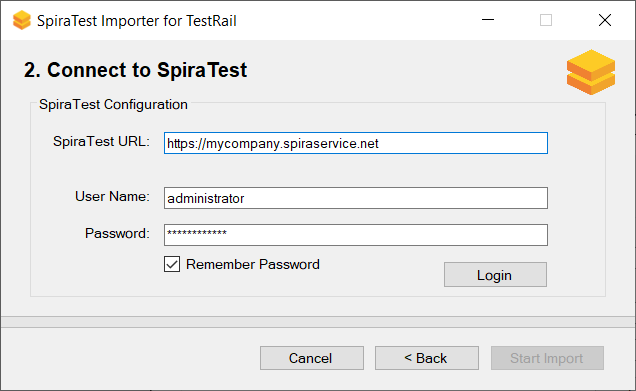 SpiraTest Importer for TestRail
2. Connect to SpiraTest
SpiraTest Configuration
SpiraTest URL: https://mycompany.spiraservice.net
User Name: administrator
Password: ************
Remember Password
Login
Cancel < Back Start Import